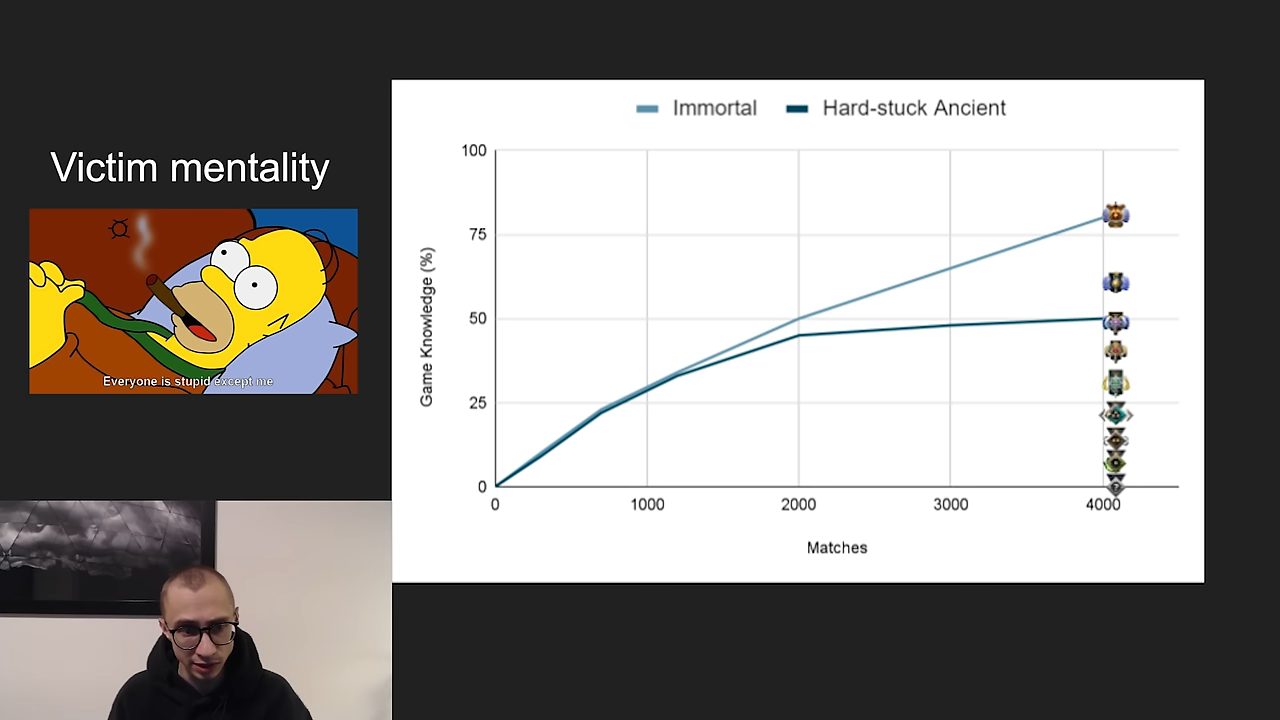 Victim mentality
Everyone is stupid except me
Immortal
Hard-stuck Ancient
Game Knowledge (%)
100
75
50
25
0
0
1000
2000
3000
4000
Matches